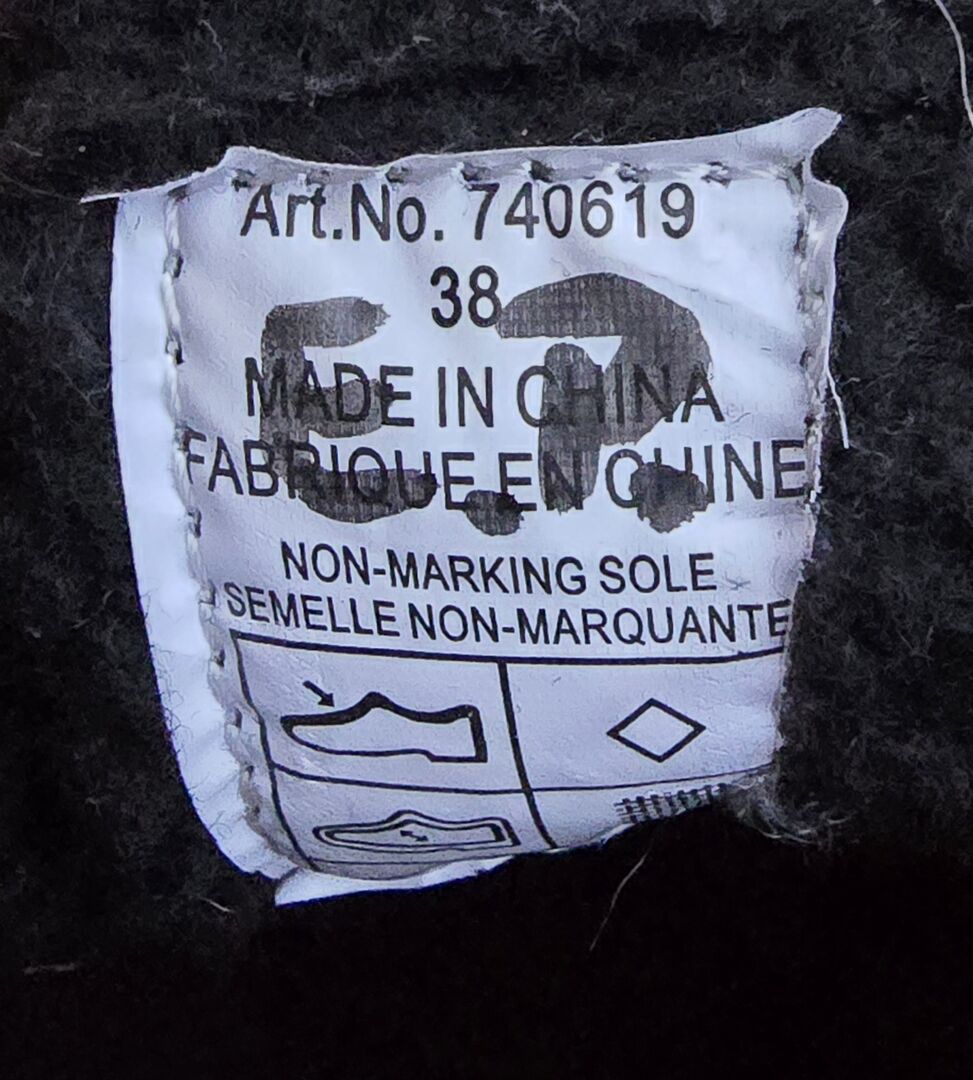 Art.No. 740619
38
MADE IN CHINA
FABRIQUE EN CHINE
NON-MARKING SOLE
SEMELLE NON-MARQUANTE